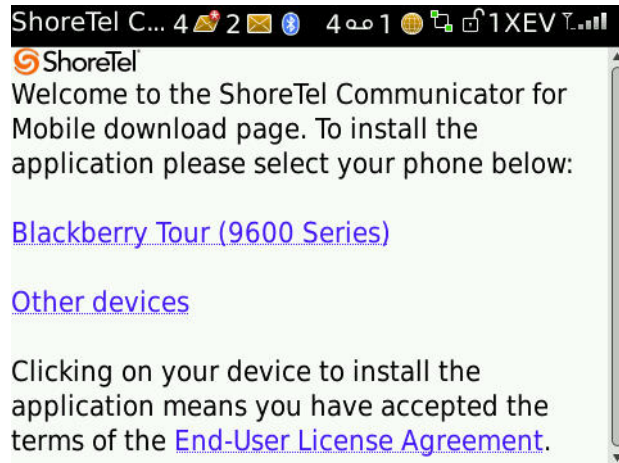 ShoreTel C... 4 2 4 1 1XEV
ShoreTel
Welcome to the ShoreTel Communicator for
Mobile download page. To install the
application please select your phone below:
Blackberry Tour (9600 Series)
Other devices
Clicking on your device to install the
application means you have accepted the
terms of the End-User License Agreement.